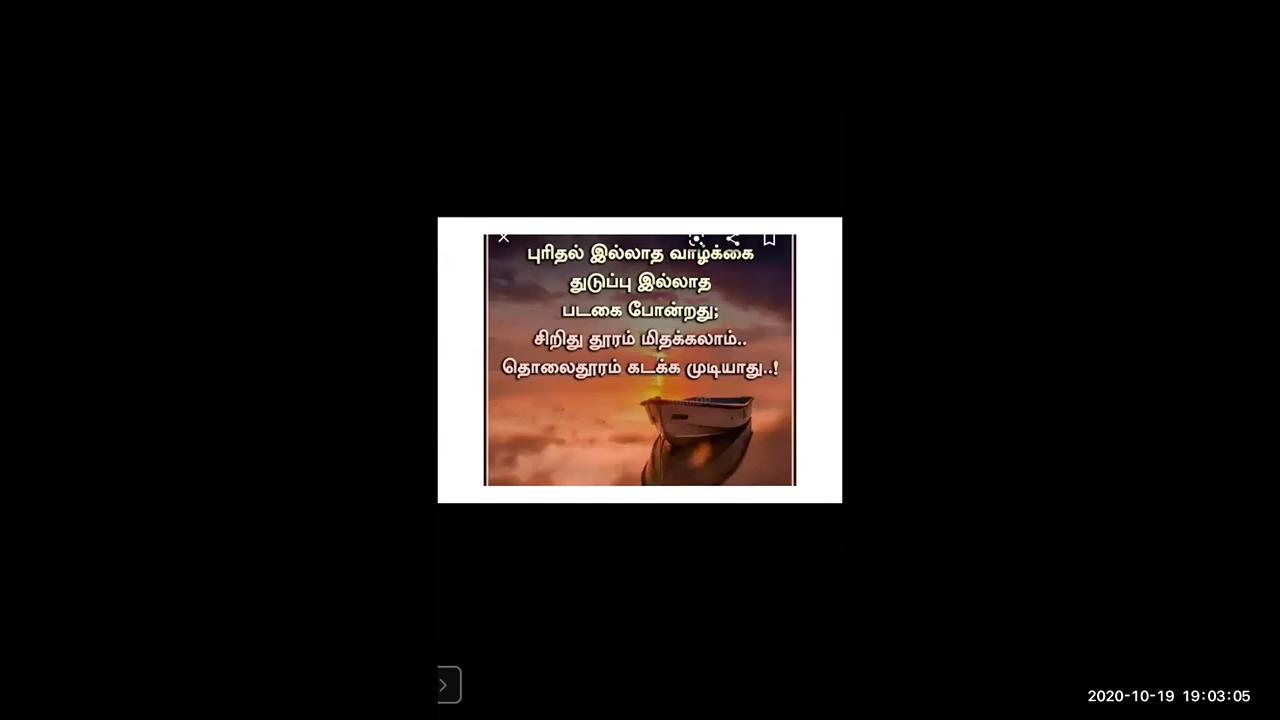 புரிதல் இல்லாத வாழ்க்கை
துடுப்பு இல்லாத
படகை போன்றது;
சிறிது தூரம் மிதக்கலாம்..
தொலைதூரம் கடக்க முடியாது..!
2020-10-19 19:03:05